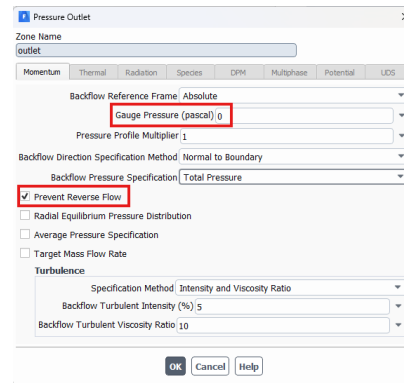 Pressure Outlet
Zone Name
outlet
Momentum Thermal Radiation Species DPM Multiphase Potential UDS
Backflow Reference Frame Absolute
Gauge Pressure (pascal) 0
Pressure Profile Multiplier 1
Backflow Direction Specification Method Normal to Boundary
Backflow Pressure Specification Total Pressure
Prevent Reverse Flow
Radial Equilibrium Pressure Distribution
Average Pressure Specification
Target Mass Flow Rate
Turbulence
Specification Method Intensity and Viscosity Ratio
Backflow Turbulent Intensity (%) 5
Backflow Turbulent Viscosity Ratio 10
OK Cancel Help